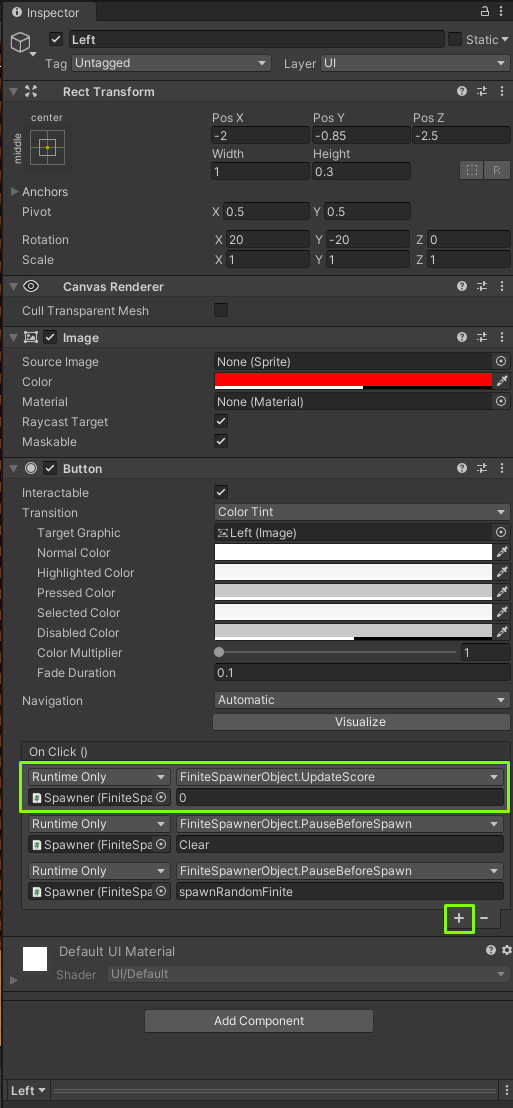 Inspector
Left Static
Tag Untagged Layer UI
Rect Transform
center Pos X Pos Y Pos Z
middle -2 -0.85 -2.5
Width Height
1 0.3 R
Anchors
Pivot X 0.5 Y 0.5
Rotation X 20 Y -20 Z 0
Scale X 1 Y 1 Z 1
Canvas Renderer
Cull Transparent Mesh
Image
Source Image None (Sprite)
Color
Material None (Material)
Raycast Target
Maskable
Button
Interactable
Transition Color Tint
Target Graphic Left (Image)
Normal Color
Highlighted Color
Pressed Color
Selected Color
Disabled Color
Color Multiplier 1
Fade Duration 0.1
Navigation Automatic
Visualize
On Click ()
Runtime Only FiniteSpawnerObject.UpdateScore
Spawner (FiniteSpa 0
Runtime Only FiniteSpawnerObject.PauseBeforeSpawn
Spawner (FiniteSpa Clear
Runtime Only FiniteSpawnerObject.PauseBeforeSpawn
Spawner (FiniteSpa spawnRandomFinite
+ −
Default UI Material
Shader UI/Default
Add Component
Left